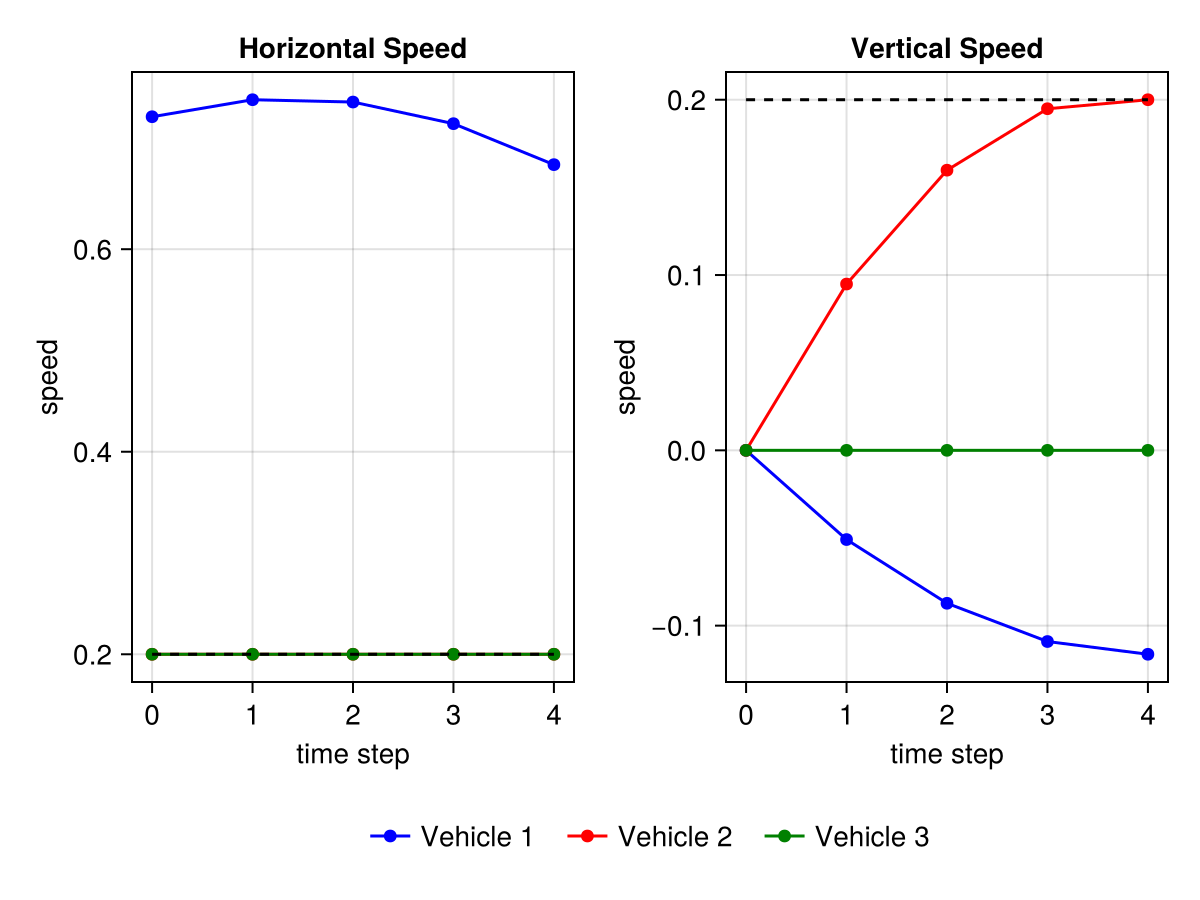 Horizontal Speed
speed
0.6
0.4
0.2
0 1 2 3 4
time step
Vertical Speed
speed
0.2
0.1
0.0
−0.1
0 1 2 3 4
time step
Vehicle 1 Vehicle 2 Vehicle 3